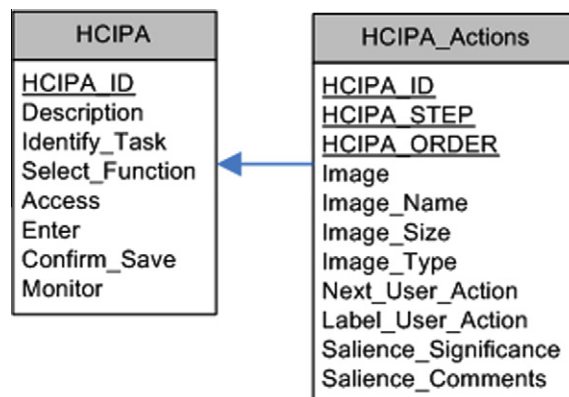 HCIPA
HCIPA_ID
Description
Identify_Task
Select_Function
Access
Enter
Confirm_Save
Monitor
HCIPA_Actions
HCIPA_ID
HCIPA_STEP
HCIPA_ORDER
Image
Image_Name
Image_Size
Image_Type
Next_User_Action
Label_User_Action
Salience_Significance
Salience_Comments